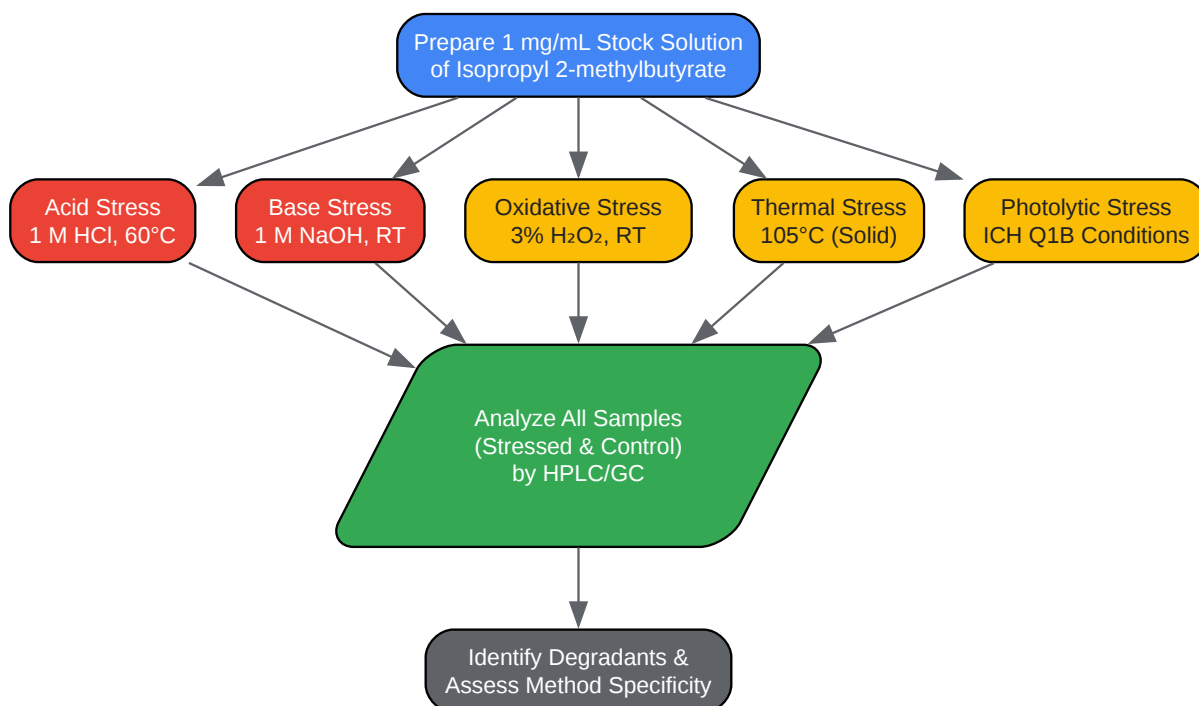 Prepare 1 mg/mL Stock Solution
of Isopropyl 2-methylbutyrate
Acid Stress
1 M HCl, 60°C
Base Stress
1 M NaOH, RT
Oxidative Stress
3% H₂O₂, RT
Thermal Stress
105°C (Solid)
Photolytic Stress
ICH Q1B Conditions
Analyze All Samples
(Stressed & Control)
by HPLC/GC
Identify Degradants &
Assess Method Specificity